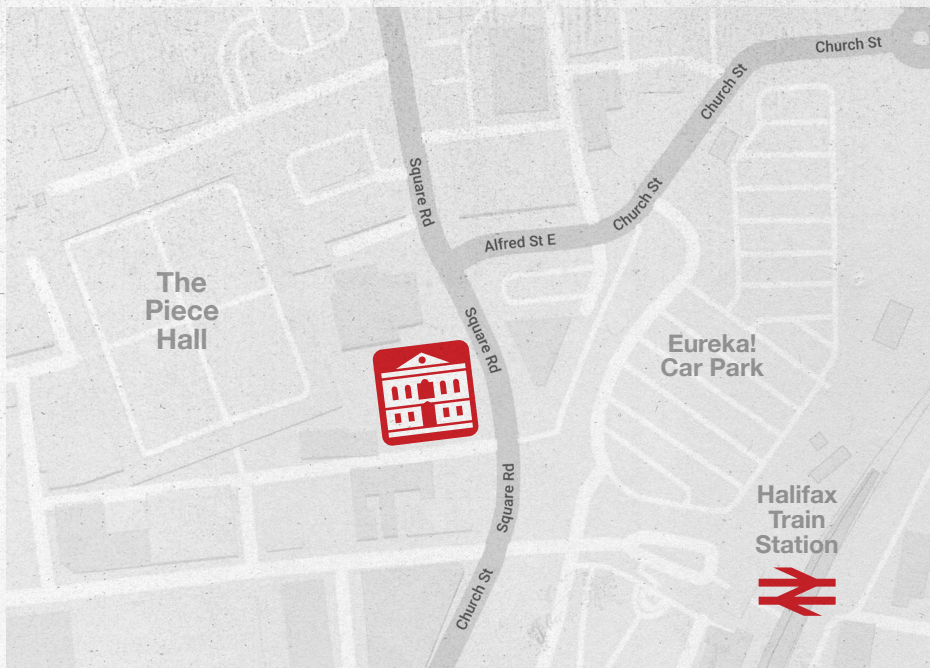 Church St
Church St
Square Rd
Church St
Alfred St E
The
Piece
Hall
Square Rd
Eureka!
Car Park
Square Rd
Halifax
Train
Station
Church St